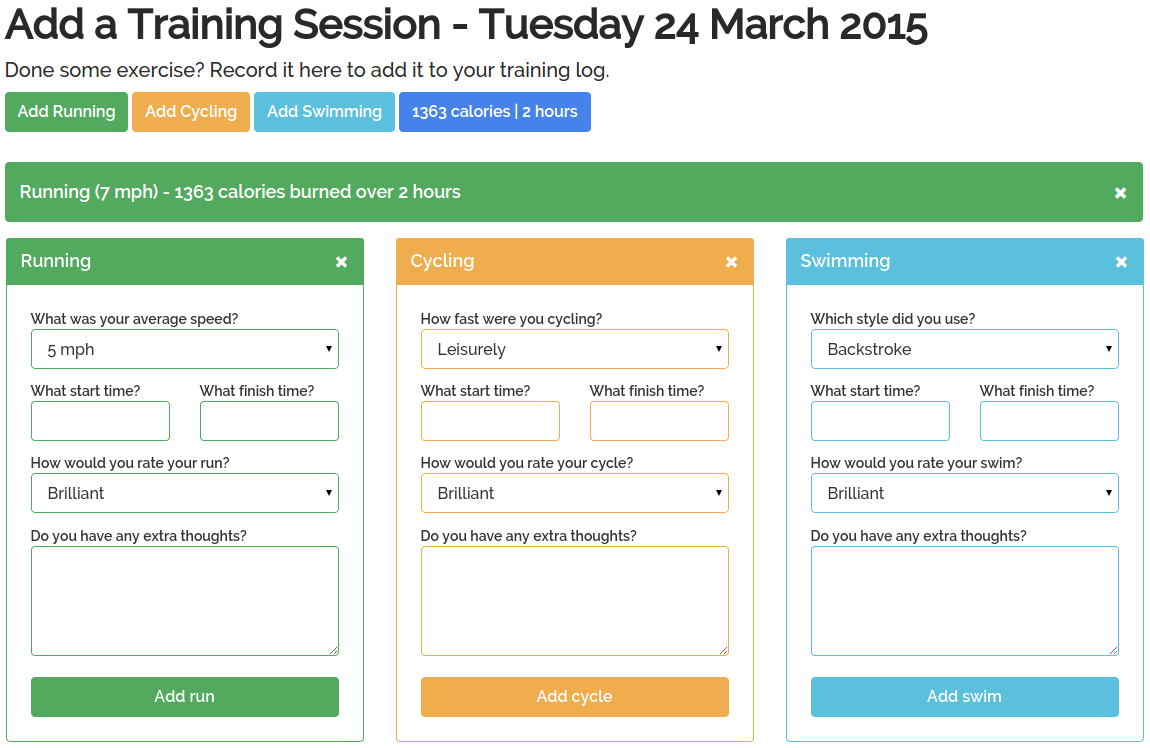 Add a Training Session - Tuesday 24 March 2015
Done some exercise? Record it here to add it to your training log.
Add Running Add Cycling Add Swimming 1363 calories | 2 hours
Running (7 mph) - 1363 calories burned over 2 hours
Running
What was your average speed?
5 mph
What start time? What finish time?
How would you rate your run?
Brilliant
Do you have any extra thoughts?
Add run
Cycling
How fast were you cycling?
Leisurely
What start time? What finish time?
How would you rate your cycle?
Brilliant
Do you have any extra thoughts?
Add cycle
Swimming
Which style did you use?
Backstroke
What start time? What finish time?
How would you rate your swim?
Brilliant
Do you have any extra thoughts?
Add swim